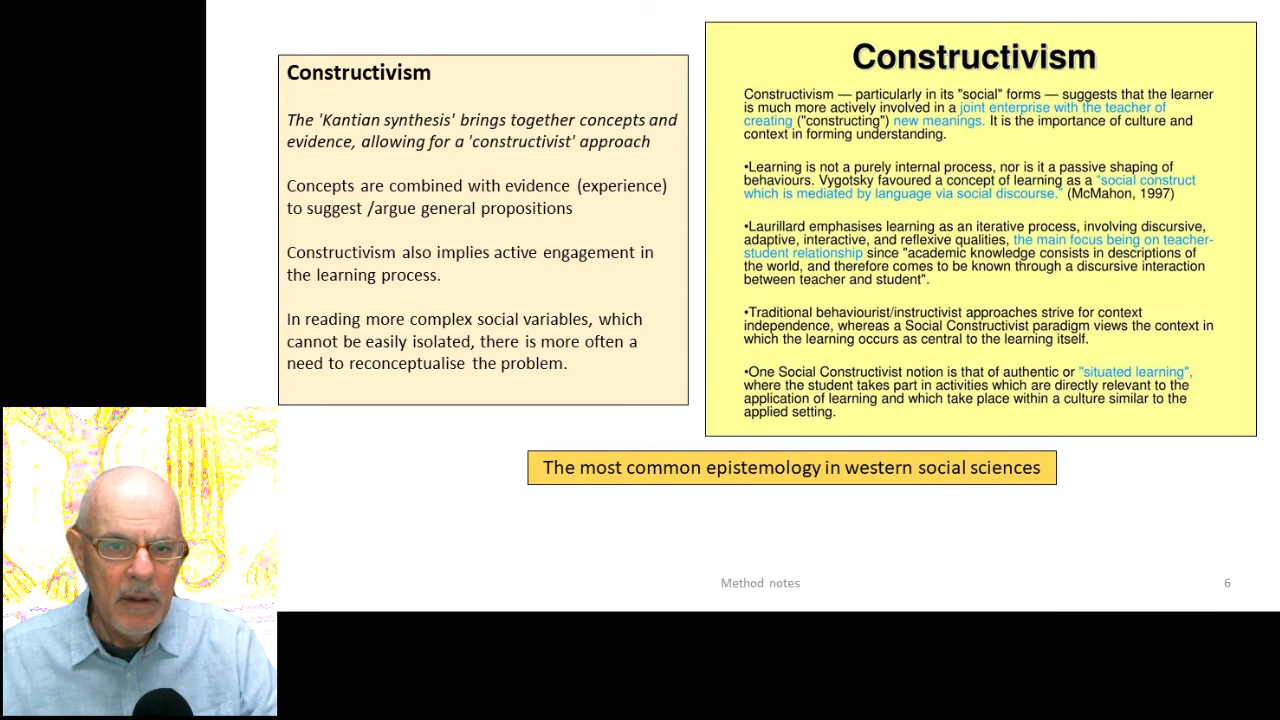 Constructivism
The 'Kantian synthesis' brings together concepts and
evidence, allowing for a 'constructivist' approach
Concepts are combined with evidence (experience)
to suggest /argue general propositions
Constructivism also implies active engagement in
the learning process.
In reading more complex social variables, which
cannot be easily isolated, there is more often a
need to reconceptualise the problem.
Constructivism
Constructivism — particularly in its "social" forms — suggests that the learner
is much more actively involved in a joint enterprise with the teacher of
creating ("constructing") new meanings. It is the importance of culture and
context in forming understanding.
•Learning is not a purely internal process, nor is it a passive shaping of
behaviours. Vygotsky favoured a concept of learning as a "social construct
which is mediated by language via social discourse." (McMahon, 1997)
•Laurillard emphasises learning as an iterative process, involving discursive,
adaptive, interactive, and reflexive qualities, the main focus being on teacher-
student relationship since "academic knowledge consists in descriptions of
the world, and therefore comes to be known through a discursive interaction
between teacher and student".
•Traditional behaviourist/instructivist approaches strive for context
independence, whereas a Social Constructivist paradigm views the context in
which the learning occurs as central to the learning itself.
•One Social Constructivist notion is that of authentic or "situated learning",
where the student takes part in activities which are directly relevant to the
application of learning and which take place within a culture similar to the
applied setting.
The most common epistemology in western social sciences
Method notes
6